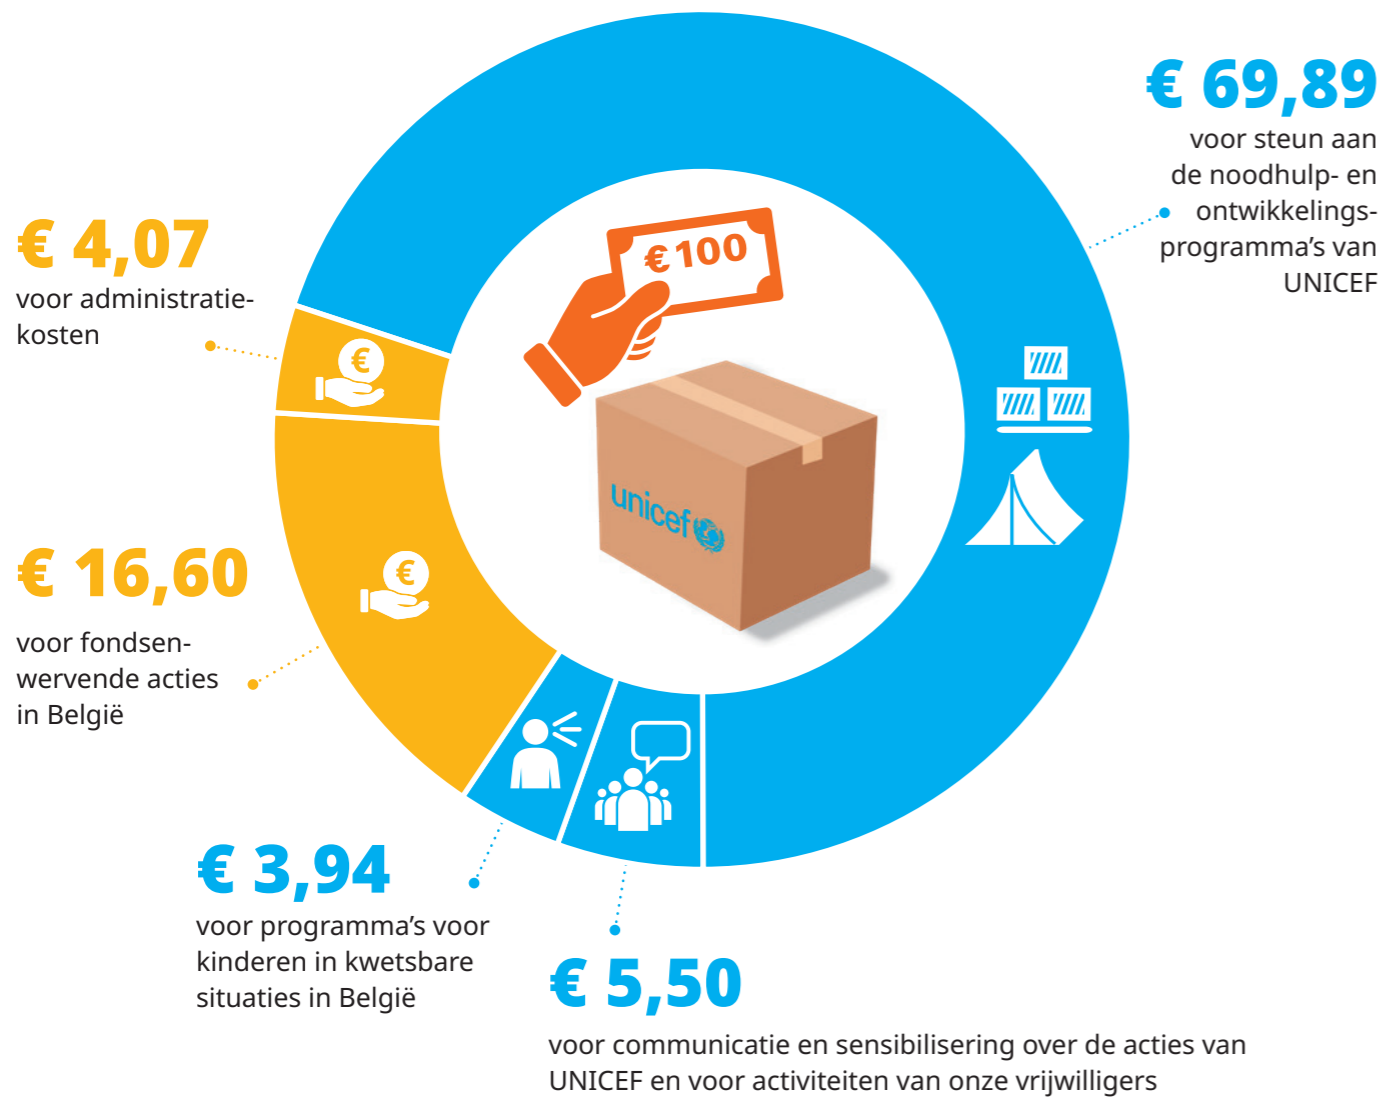 € 69,89
voor steun aan
de noodhulp- en
ontwikkelings-
programma's van
UNICEF
€ 4,07
voor administratie-
kosten
€ 100
€
unicef
€ 16,60
voor fondsen-
wervende acties
in België
€
€ 3,94
voor programma's voor
kinderen in kwetsbare
situaties in België
€ 5,50
voor communicatie en sensibilisering over de acties van
UNICEF en voor activiteiten van onze vrijwilligers